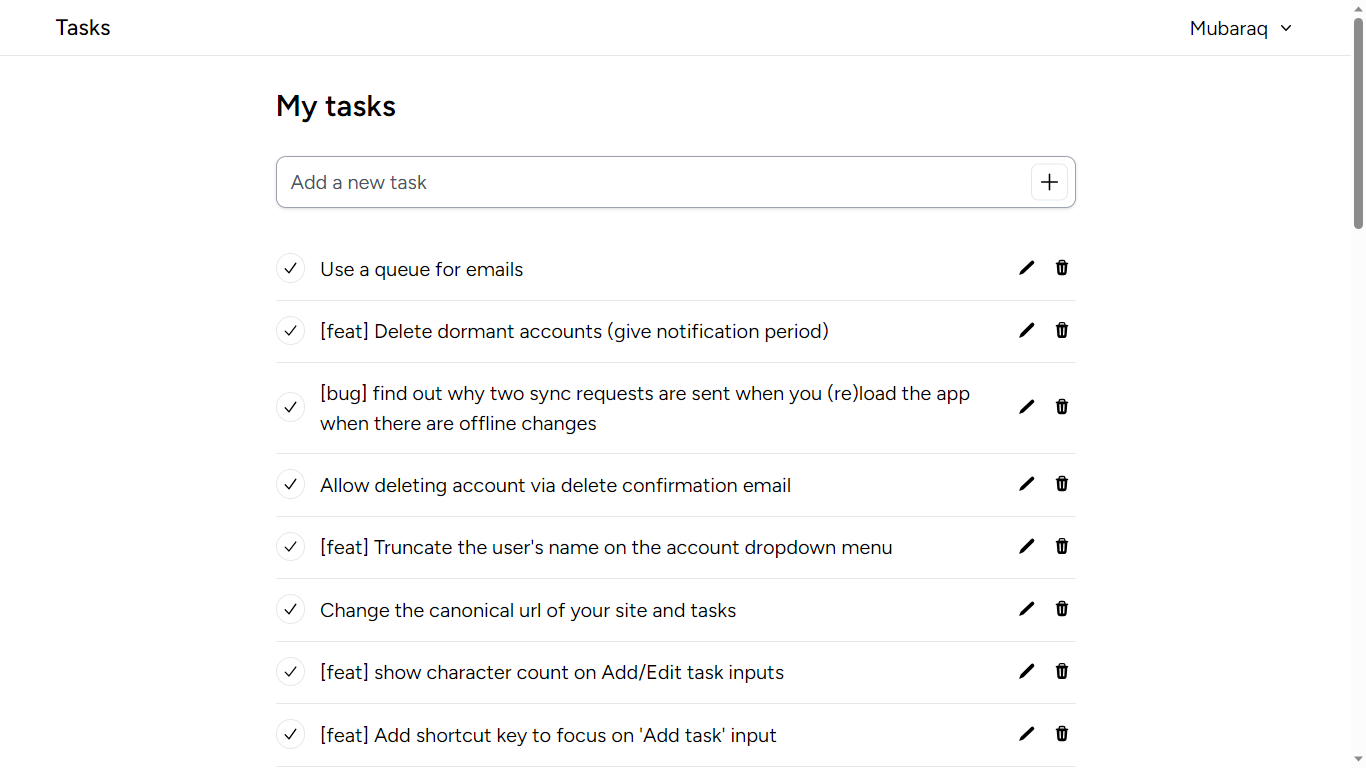 Tasks
Mubaraq
My tasks
Add a new task
Use a queue for emails
[feat] Delete dormant accounts (give notification period)
[bug] find out why two sync requests are sent when you (re)load the app
when there are offline changes
Allow deleting account via delete confirmation email
[feat] Truncate the user's name on the account dropdown menu
Change the canonical url of your site and tasks
[feat] show character count on Add/Edit task inputs
[feat] Add shortcut key to focus on 'Add task' input